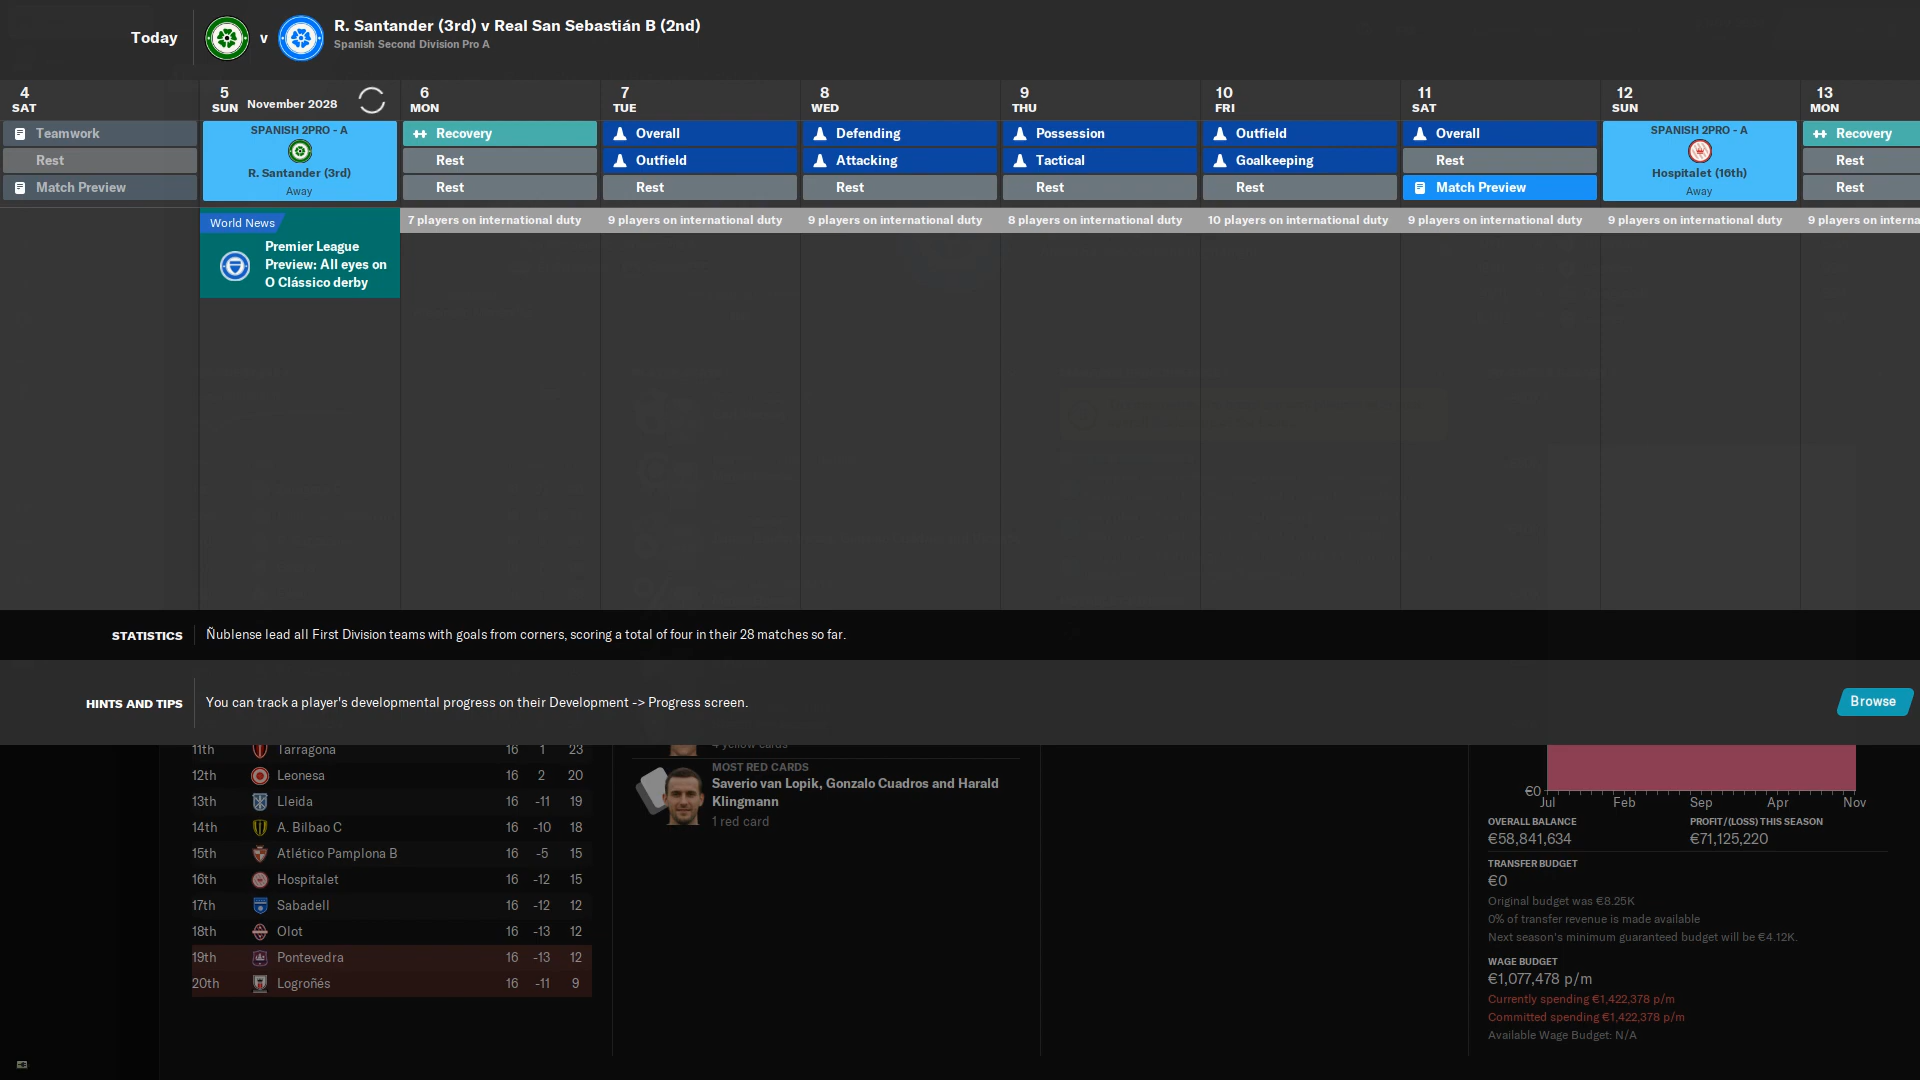 Today
v
R. Santander (3rd) v Real San Sebastián B (2nd)
Spanish Second Division Pro A
4
SAT
5
SUN November 2028
6
MON
7
TUE
8
WED
9
THU
10
FRI
11
SAT
12
SUN
13
MON
Teamwork
Rest
Match Preview
SPANISH 2PRO - A
R. Santander (3rd)
Away
Recovery
Rest
Rest
Overall
Outfield
Rest
Defending
Attacking
Rest
Possession
Tactical
Rest
Outfield
Goalkeeping
Rest
Overall
Rest
Match Preview
SPANISH 2PRO - A
Hospitalet (16th)
Away
Recovery
Rest
Rest
World News
Premier League
Preview: All eyes on
O Clássico derby
7 players on international duty
9 players on international duty
9 players on international duty
8 players on international duty
10 players on international duty
9 players on international duty
9 players on international duty
9 players on interna
STATISTICS
Ñublense lead all First Division teams with goals from corners, scoring a total of four in their 28 matches so far.
HINTS AND TIPS
You can track a player's developmental progress on their Development -> Progress screen.
Browse
11th Tarragona 16 1 23
12th Leonesa 16 2 20
13th Lleida 16 -11 19
14th A. Bilbao C 16 -10 18
15th Atlético Pamplona B 16 -5 15
16th Hospitalet 16 -12 15
17th Sabadell 16 -12 12
18th Olot 16 -13 12
19th Pontevedra 16 -13 12
20th Logroñés 16 -11 9
4 yellow cards
MOST RED CARDS
Saverio van Lopik, Gonzalo Cuadros and Harald
Klingmann
1 red card
€0
Jul Feb Sep Apr Nov
OVERALL BALANCE
€58,841,634
PROFIT/(LOSS) THIS SEASON
€71,125,220
TRANSFER BUDGET
€0
Original budget was €8.25K
0% of transfer revenue is made available
Next season's minimum guaranteed budget will be €4.12K.
WAGE BUDGET
€1,077,478 p/m
Currently spending €1,422,378 p/m
Committed spending €1,422,378 p/m
Available Wage Budget: N/A